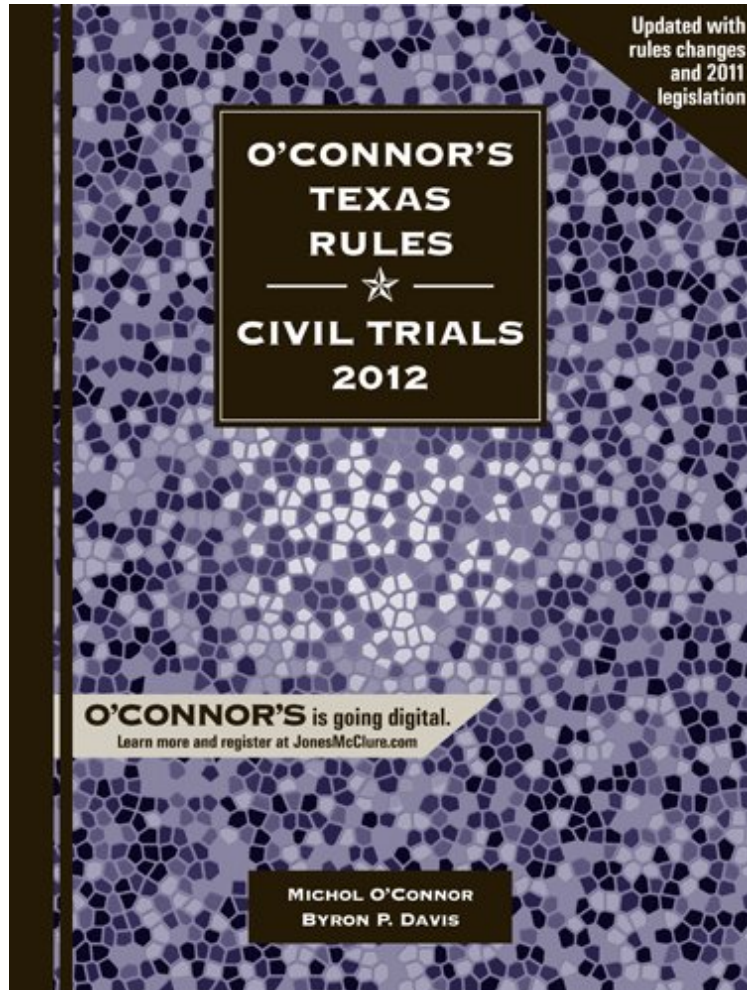 Updated with
rules changes
and 2011
legislation
O'CONNOR'S
TEXAS
RULES
CIVIL TRIALS
2012
O'CONNOR'S is going digital.
Learn more and register at JonesMcClure.com
MICHOL O'CONNOR
BYRON P. DAVIS